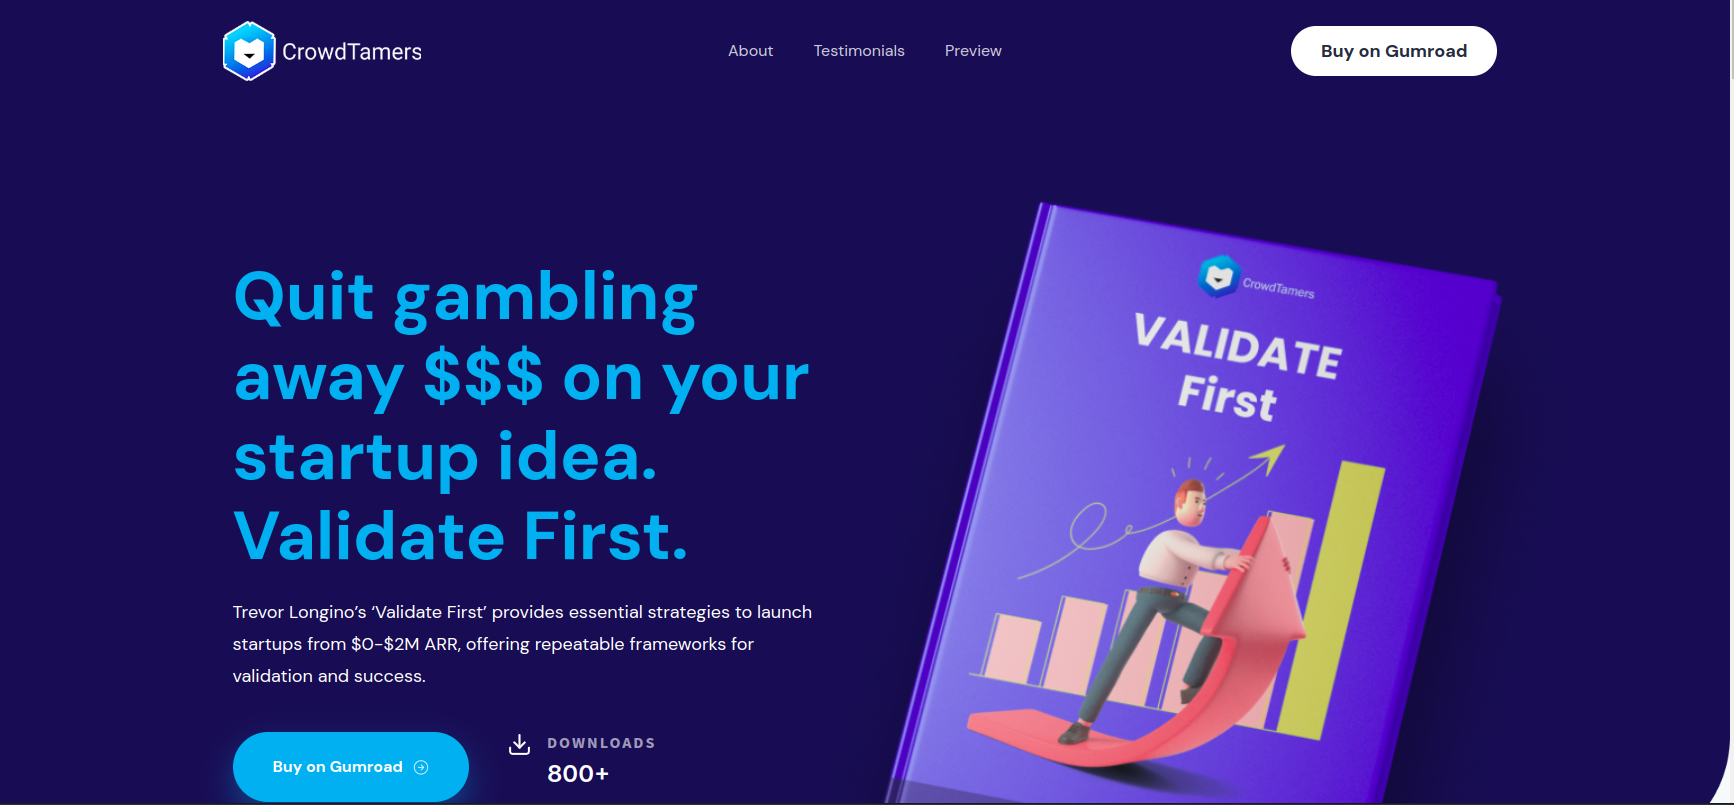 CrowdTamers
About
Testimonials
Preview
Buy on Gumroad
Quit gambling
away $$$ on your
startup idea.
Validate First.
Trevor Longino’s ‘Validate First’ provides essential strategies to launch
startups from $0-$2M ARR, offering repeatable frameworks for
validation and success.
Buy on Gumroad
DOWNLOADS
800+
CrowdTamers
VALIDATE
First